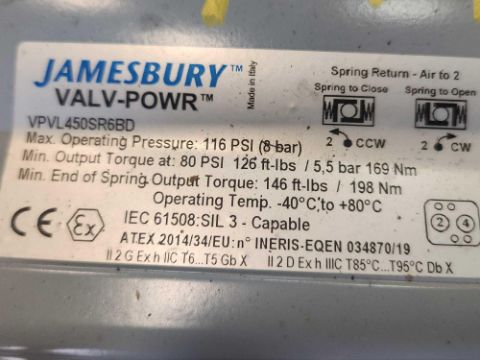 JAMESBURY™
VALV-POWR™
Made in Italy
Spring Return - Air to 2
Spring to Close
Spring to Open
2 CCW
2 CW
VPVL450SR6BD
Max. Operating Pressure: 116 PSI (8 bar)
Min. Output Torque at: 80 PSI 126 ft-lbs / 5,5 bar 169 Nm
Min. End of Spring Output Torque: 146 ft-lbs / 198 Nm
Operating Temp. -40°C to +80°C
2 4
CE Ex
IEC 61508:SIL 3 - Capable
ATEX 2014/34/EU:n° INERIS-EQEN 034870/19
II 2 G Ex h IIC T6...T5 Gb X
II 2 D Ex h IIIC T85°C...T95°C Db X